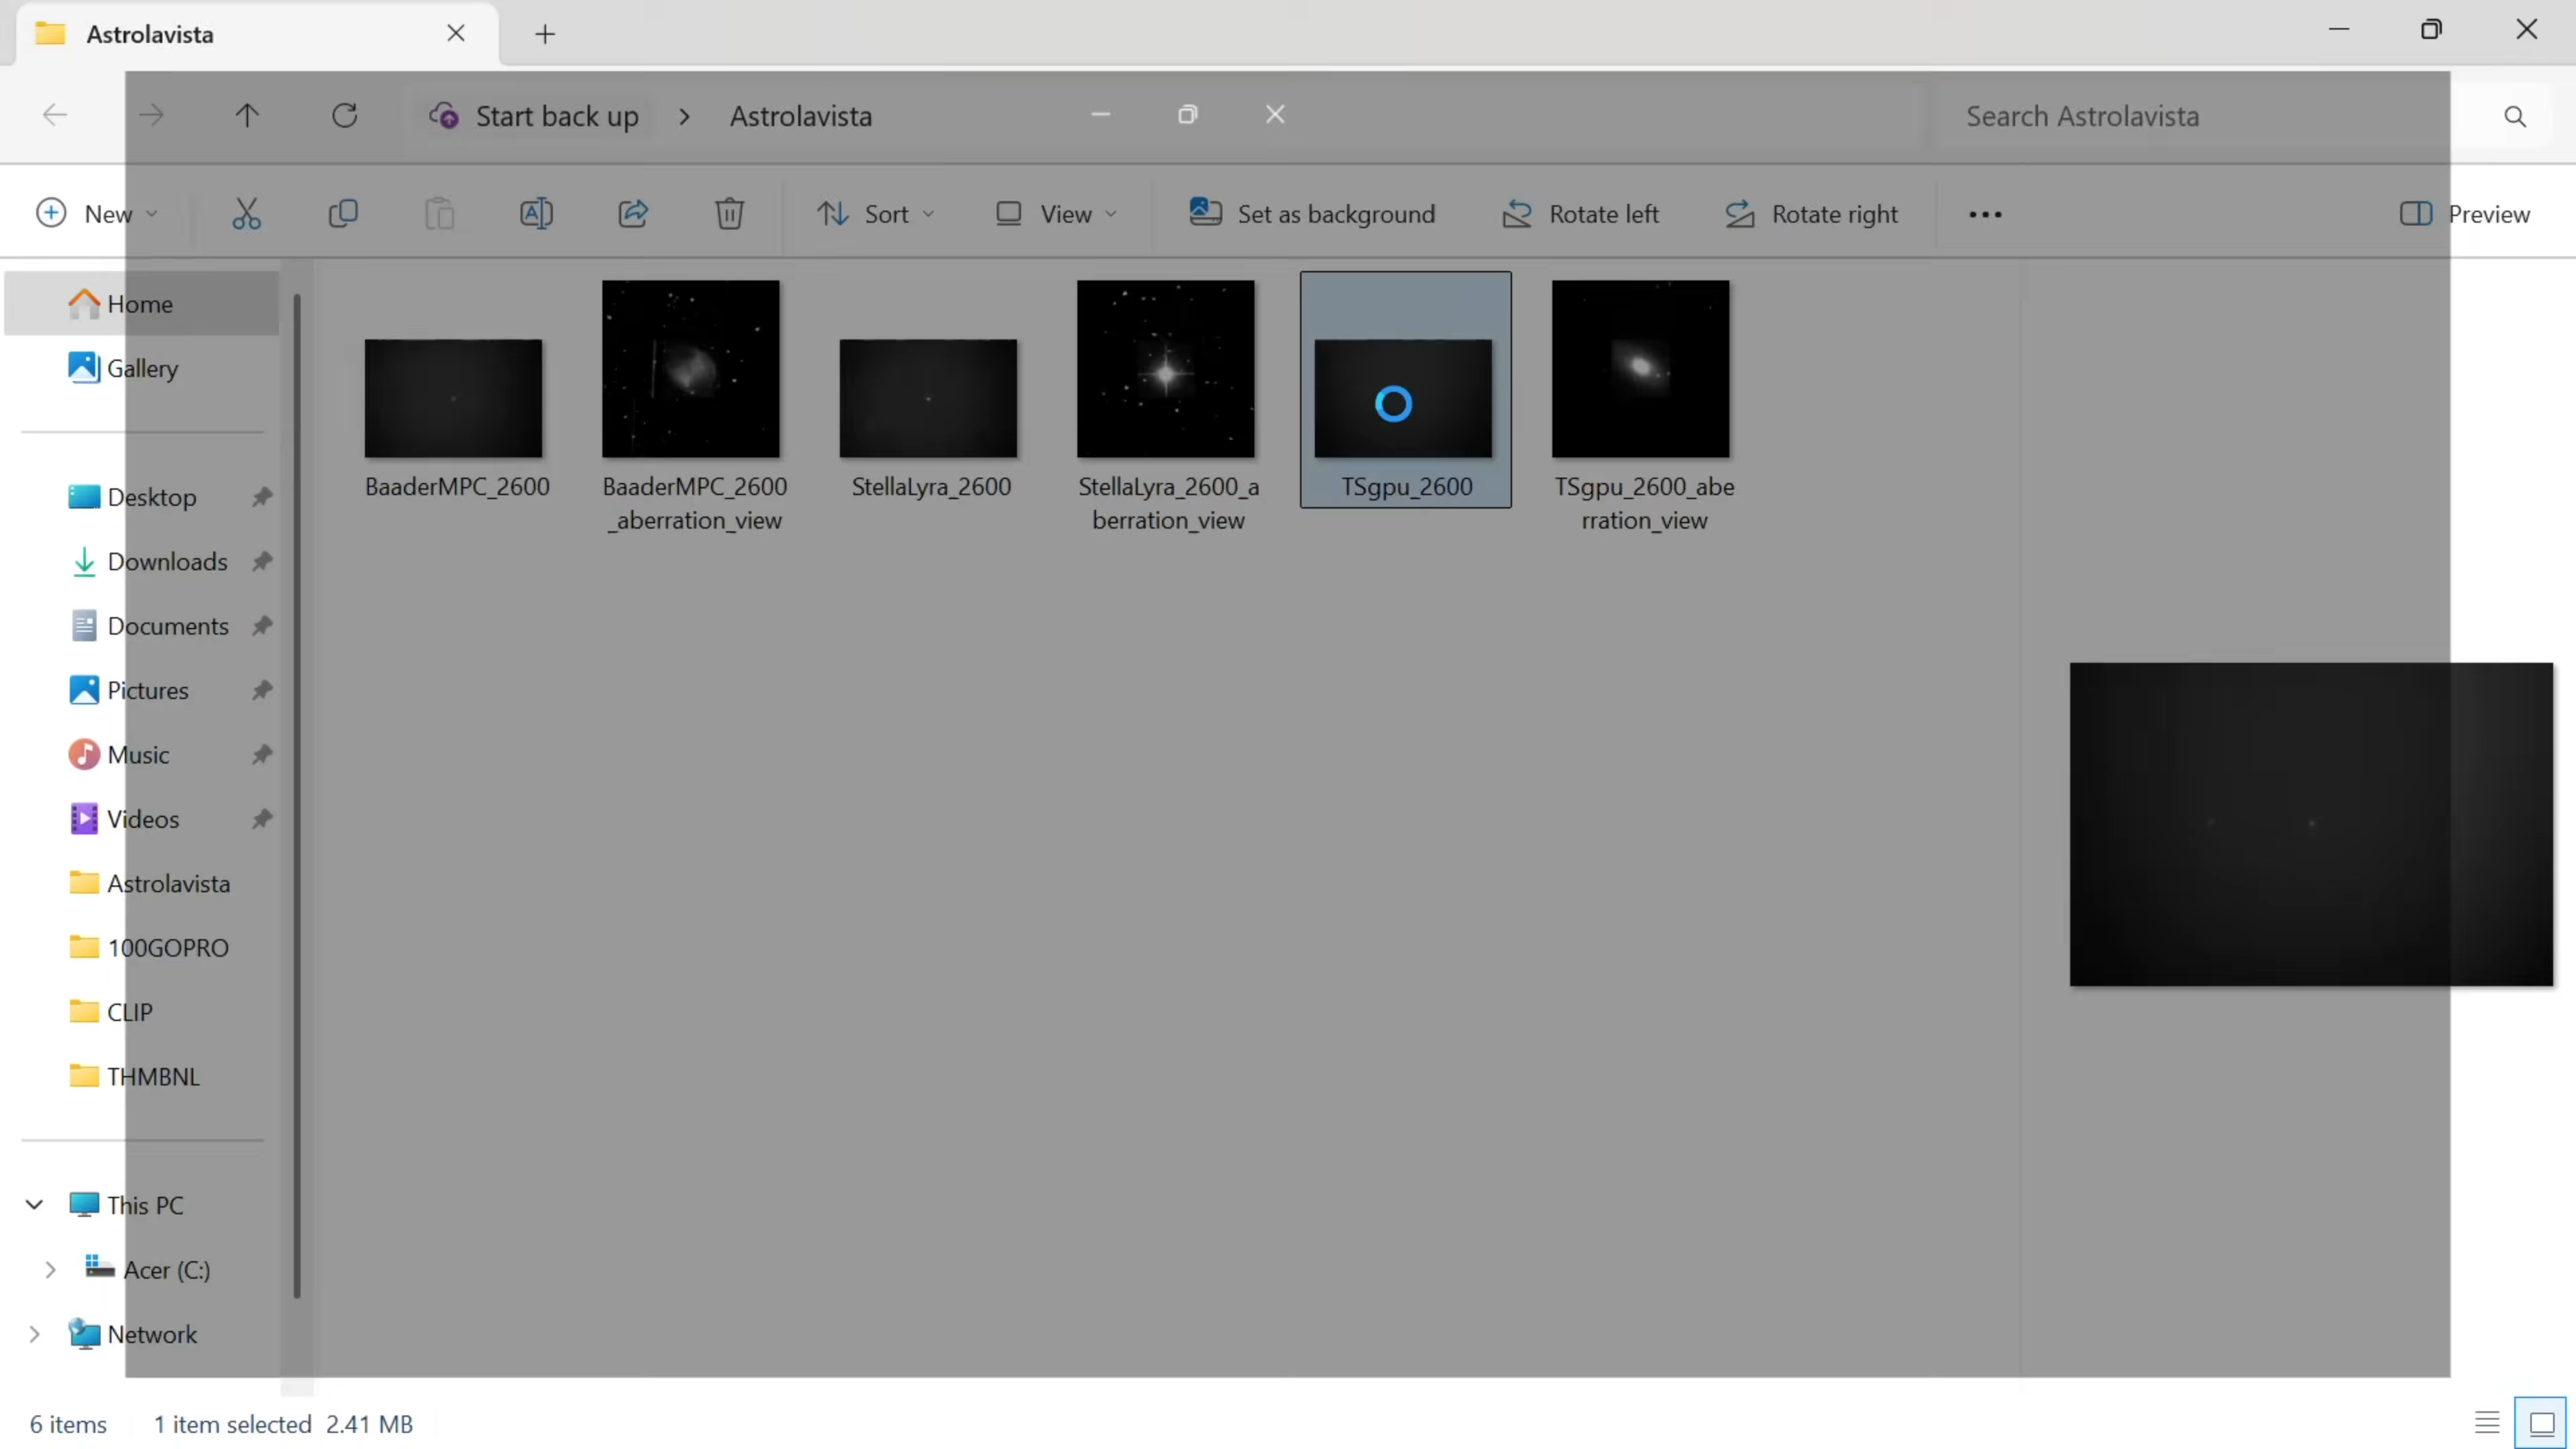 Astrolavista
Start back up > Astrolavista
Search Astrolavista
New
Sort
View
Set as background
Rotate left
Rotate right
Preview
Home
Gallery
Desktop
Downloads
Documents
Pictures
Music
Videos
Astrolavista
100GOPRO
CLIP
THMBNL
This PC
Acer (C:)
Network
BaaderMPC_2600
BaaderMPC_2600
_aberration_view
StellaLyra_2600
StellaLyra_2600_a
berration_view
TSgpu_2600
TSgpu_2600_abe
rration_view
6 items
1 item selected 2.41 MB